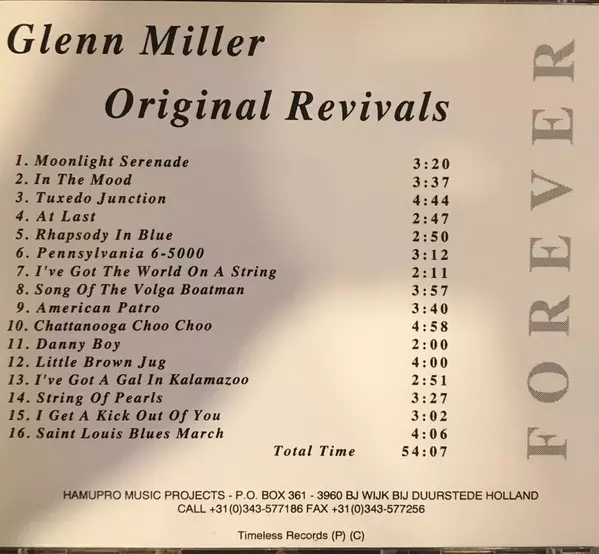 Glenn Miller
Original Revivals
1. Moonlight Serenade 3:20
2. In The Mood 3:37
3. Tuxedo Junction 4:44
4. At Last 2:47
5. Rhapsody In Blue 2:50
6. Pennsylvania 6-5000 3:12
7. I've Got The World On A String 2:11
8. Song Of The Volga Boatman 3:57
9. American Patro 3:40
10. Chattanooga Choo Choo 4:58
11. Danny Boy 2:00
12. Little Brown Jug 4:00
13. I've Got A Gal In Kalamazoo 2:51
14. String Of Pearls 3:27
15. I Get A Kick Out Of You 3:02
16. Saint Louis Blues March 4:06
Total Time 54:07
FOREVER
HAMUPRO MUSIC PROJECTS - P.O. BOX 361 - 3960 BJ WIJK BIJ DUURSTEDE HOLLAND
CALL +31(0)343-577186 FAX +31(0)343-577256
Timeless Records (P) (C)